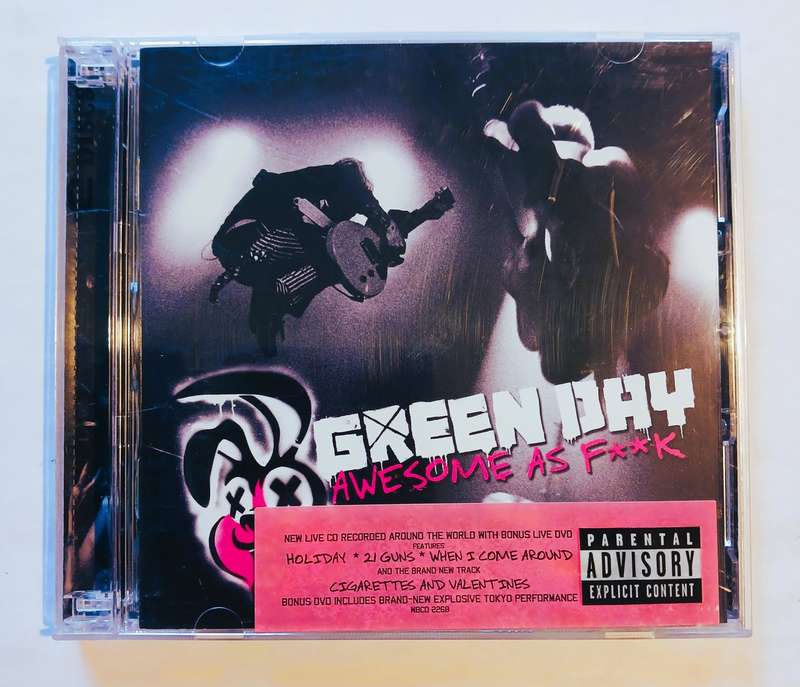 GREEN DAY
AWESOME AS F**K
NEW LIVE CD RECORDED AROUND THE WORLD WITH BONUS LIVE DVD
FEATURES
HOLIDAY * 21 GUNS * WHEN I COME AROUND
AND THE BRAND NEW TRACK
CIGARETTES AND VALENTINES
BONUS DVD INCLUDES BRAND-NEW EXPLOSIVE TOKYO PERFORMANCE
WBCD 2268
PARENTAL
ADVISORY
EXPLICIT CONTENT